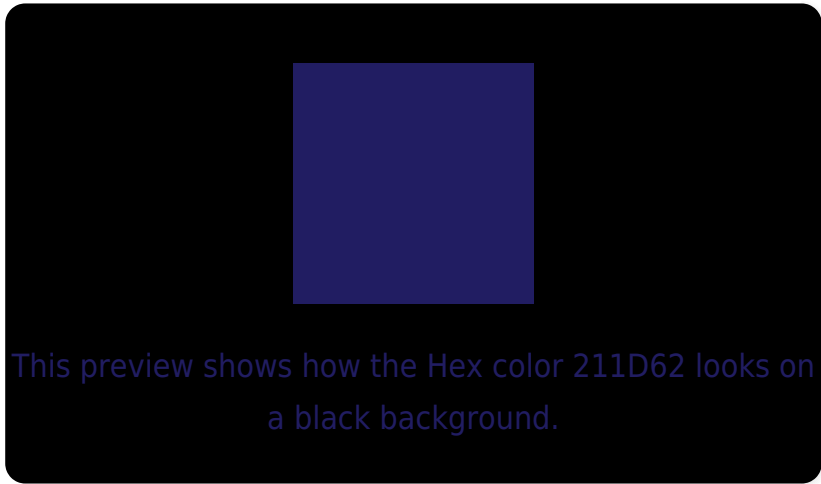 This preview shows how the Hex color 211D62 looks on
a black background.